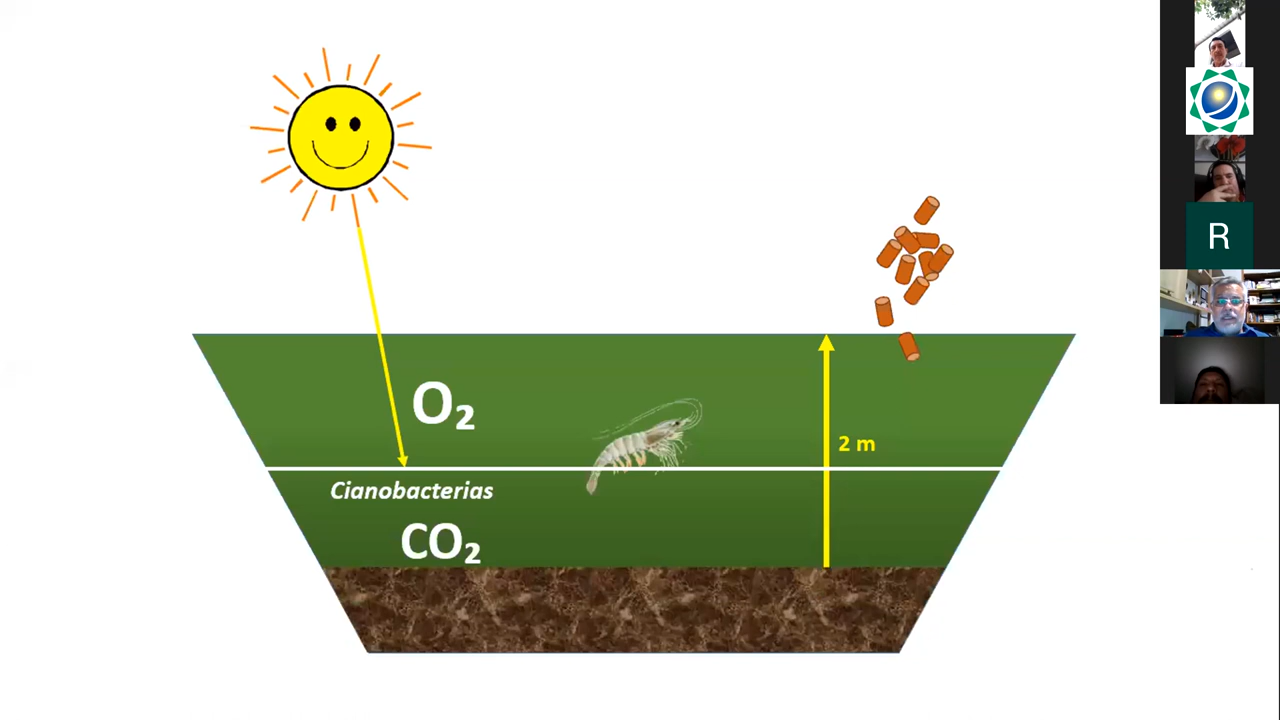 O₂
2 m
Cianobacterias
CO₂
R